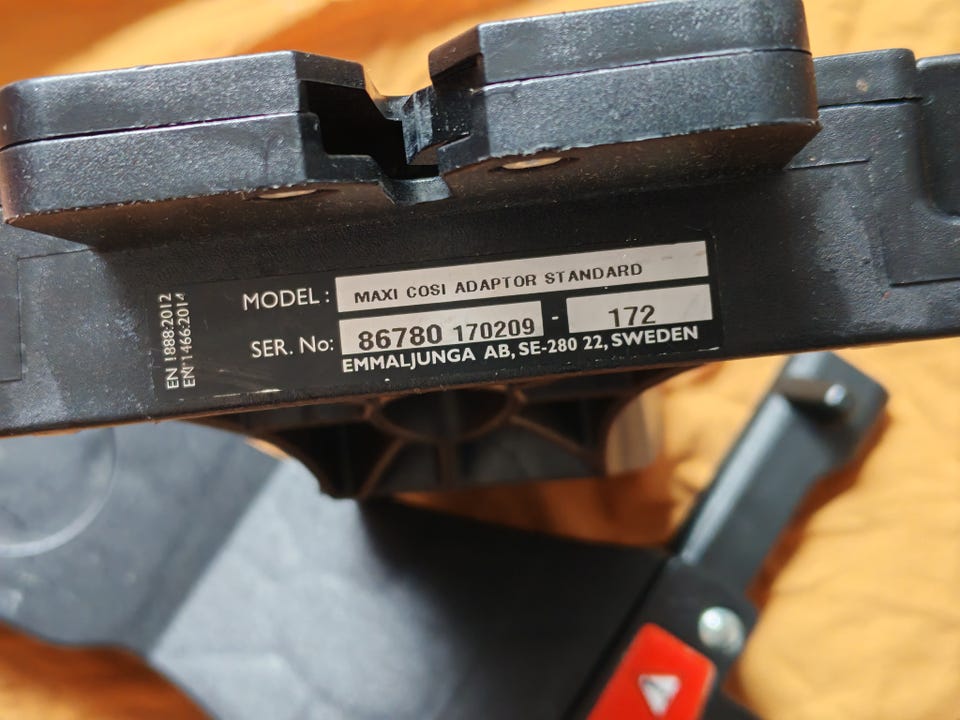 MODEL : MAXI COSI ADAPTOR STANDARD
SER. No: 86780 170209 - 172
EMMALJUNGA AB, SE-280 22, SWEDEN
EN 1888:2012
EN 1466:2014